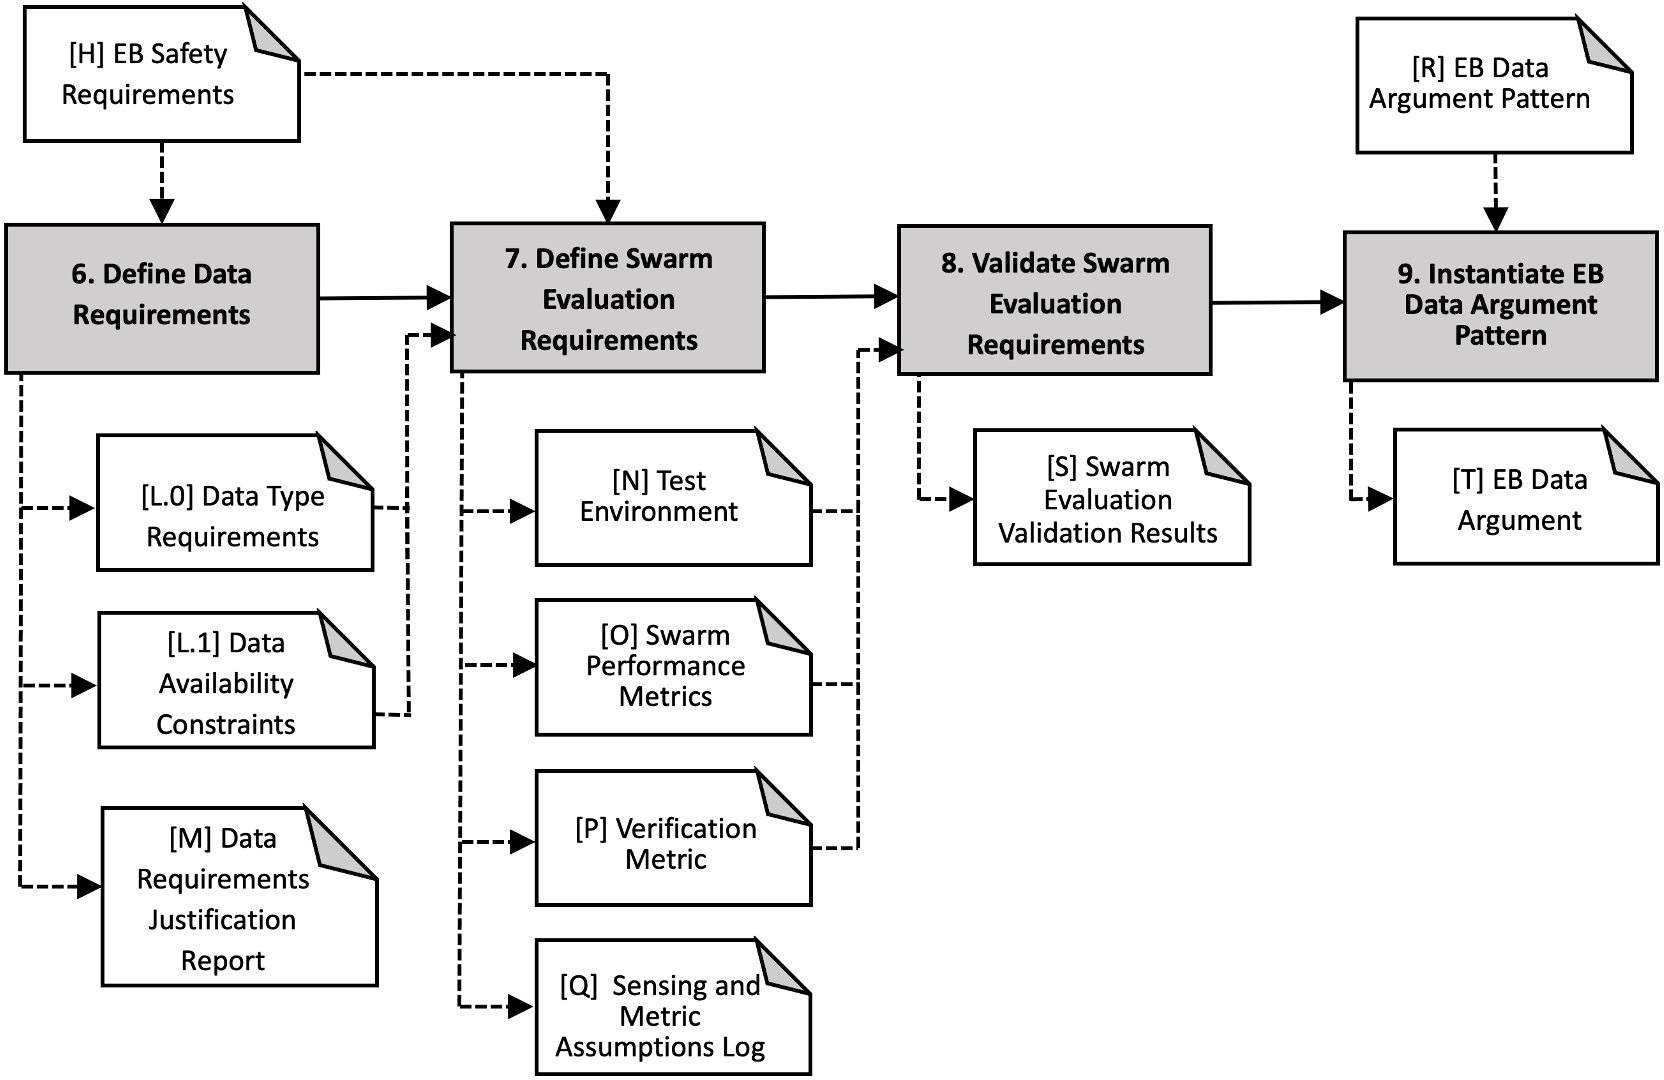 [H] EB Safety
Requirements
[R] EB Data
Argument Pattern
6. Define Data
Requirements
7. Define Swarm
Evaluation
Requirements
8. Validate Swarm
Evaluation
Requirements
9. Instantiate EB
Data Argument
Pattern
[L.0] Data Type
Requirements
[L.1] Data
Availability
Constraints
[M] Data
Requirements
Justification
Report
[N] Test
Environment
[O] Swarm
Performance
Metrics
[P] Verification
Metric
[Q] Sensing and
Metric
Assumptions Log
[S] Swarm
Evaluation
Validation Results
[T] EB Data
Argument